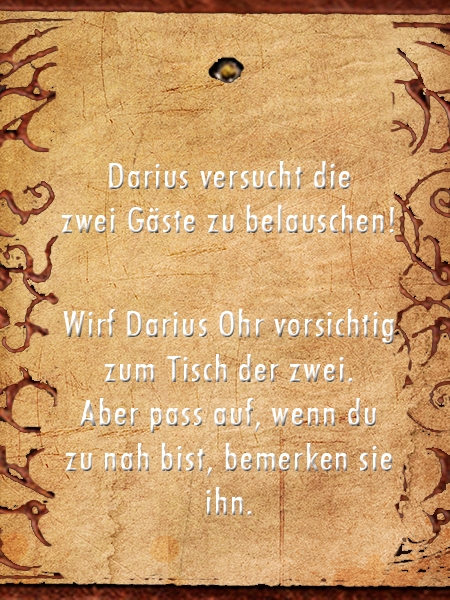 Darius versucht die
zwei Gäste zu belauschen!
Wirf Darius Ohr vorsichtig
zum Tisch der zwei.
Aber pass auf, wenn du
zu nah bist, bemerken sie
ihn.